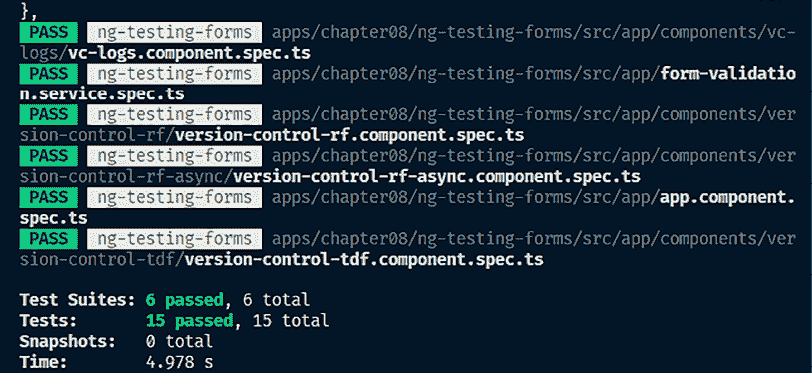 },
PASS ng-testing-forms apps/chapter08/ng-testing-forms/src/app/components/vc-
logs/vc-logs.component.spec.ts
PASS ng-testing-forms apps/chapter08/ng-testing-forms/src/app/form-validatio
n.service.spec.ts
PASS ng-testing-forms apps/chapter08/ng-testing-forms/src/app/components/ver
sion-control-rf/version-control-rf.component.spec.ts
PASS ng-testing-forms apps/chapter08/ng-testing-forms/src/app/components/ver
sion-control-rf-async/version-control-rf-async.component.spec.ts
PASS ng-testing-forms apps/chapter08/ng-testing-forms/src/app/app.component.
spec.ts
PASS ng-testing-forms apps/chapter08/ng-testing-forms/src/app/components/ver
sion-control-tdf/version-control-tdf.component.spec.ts
Test Suites: 6 passed, 6 total
Tests: 15 passed, 15 total
Snapshots: 0 total
Time: 4.978 s